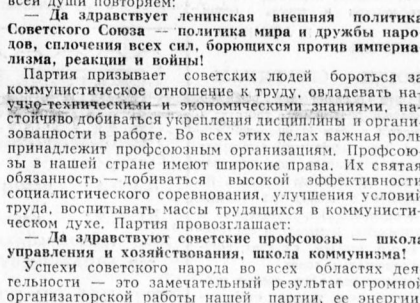 всей души повторяем:
— Да здравствует ленинская внешняя политика
Советского Союза — политика мира и дружбы наро-
дов, сплочения всех сил, борющихся против империа-
лизма, реакции и войны!
Партия призывает советских людей бороться за
коммунистическое отношение к труду, овладевать на-
учно-техническими и экономическими знаниями, на-
стойчиво добиваться укрепления дисциплины и органи-
зованности в работе. Во всех этих делах важная роль
принадлежит профсоюзным организациям. Профсою-
зы в нашей стране имеют широкие права. Их святая
обязанность — добиваться высокой эффективности
социалистического соревнования, улучшения условий
труда, воспитывать массы трудящихся в коммунисти-
ческом духе. Партия провозглашает:
— Да здравствуют советские профсоюзы — школа
управления и хозяйствования, школа коммунизма!
Успехи советского народа во всех областях дея-
тельности — это замечательный результат огромной
организаторской работы нашей партии, ее энергич